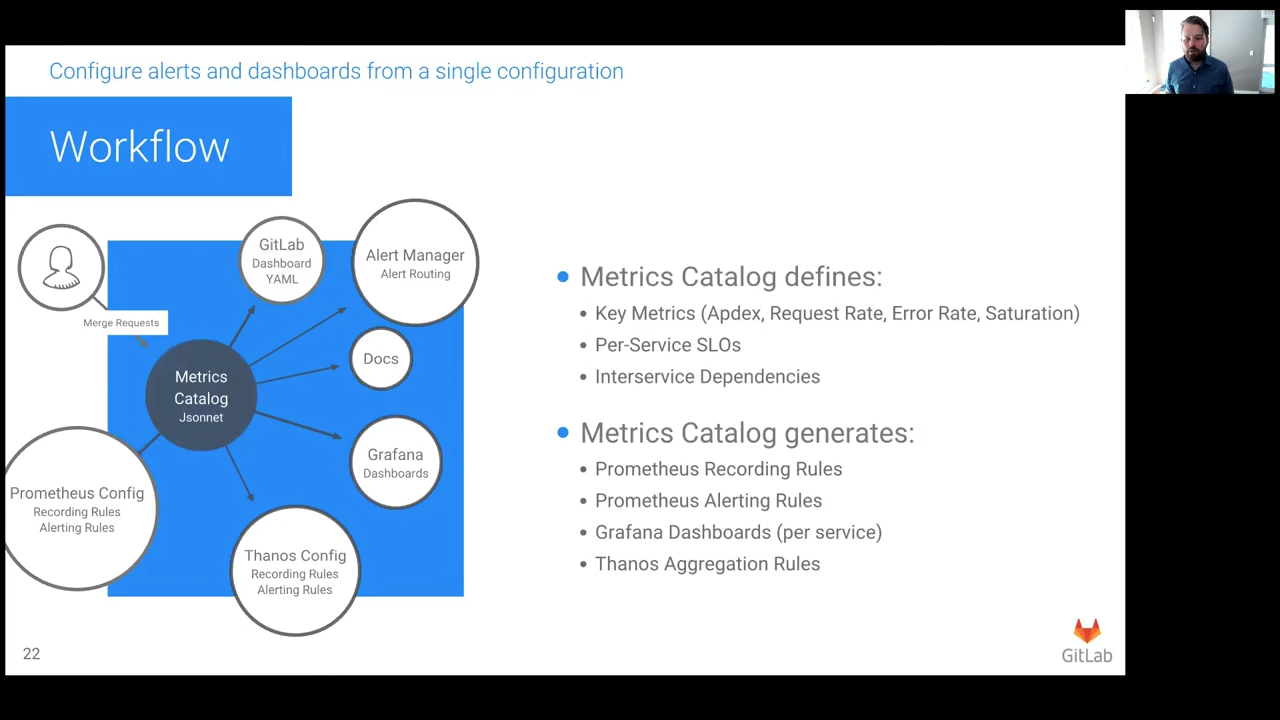 Configure alerts and dashboards from a single configuration
Workflow
GitLab
Dashboard
YAML
Alert Manager
Alert Routing
Merge Requests
Docs
Metrics
Catalog
Jsonnet
Grafana
Dashboards
Prometheus Config
Recording Rules
Alerting Rules
Thanos Config
Recording Rules
Alerting Rules
Metrics Catalog defines:
Key Metrics (Apdex, Request Rate, Error Rate, Saturation)
Per-Service SLOs
Interservice Dependencies
Metrics Catalog generates:
Prometheus Recording Rules
Prometheus Alerting Rules
Grafana Dashboards (per service)
Thanos Aggregation Rules
22
GitLab